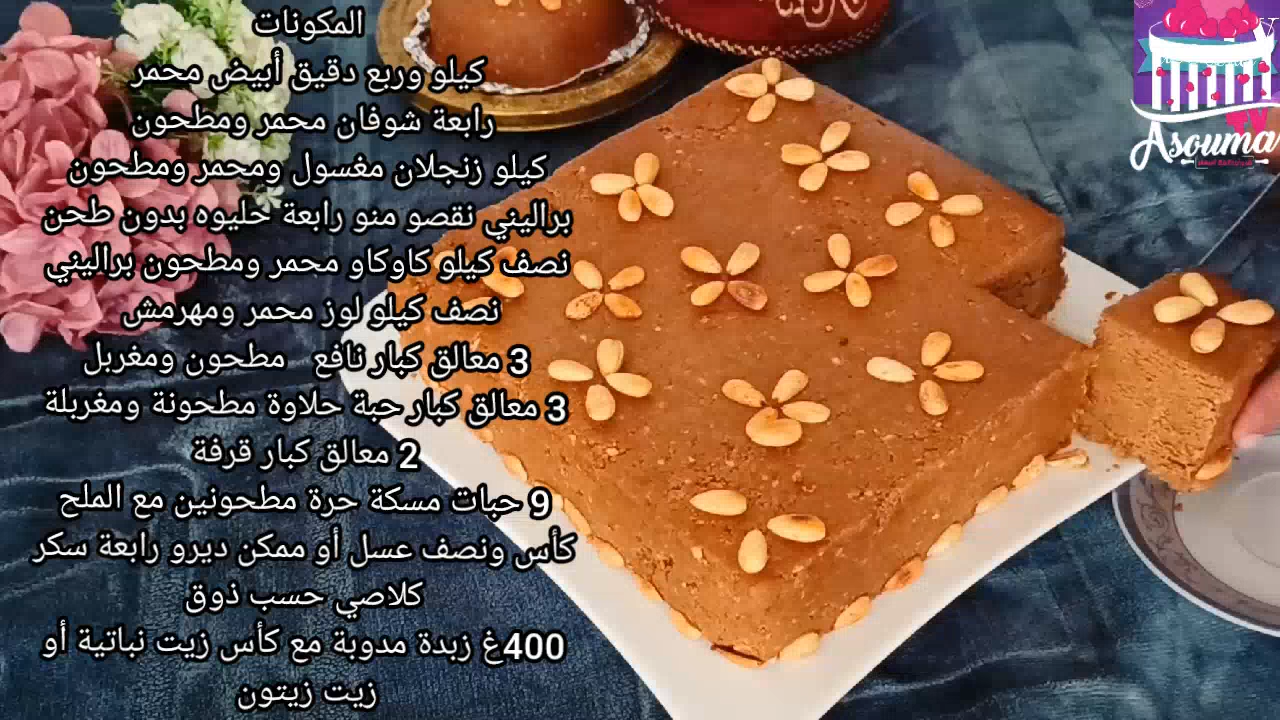 المكونات
كيلو وربع دقيق أبيض محمر
رابعة شوفان محمر ومطحون
كيلو زنجلان مغسول ومحمر ومطحون
براليني نقصو منو رابعة خليوه بدون طحن
نصف كيلو كاوكاو محمر ومطحون براليني
نصف كيلو لوز محمر ومهرمش
3 معالق كبار نافع مطحون ومغربل
3 معالق كبار حبة حلاوة مطحونة ومغربلة
2 معالق كبار قرفة
9 حبات مسكة حرة مطحونين مع الملح
كأس ونصف عسل أو ممكن ديرو رابعة سكر
كلاصي حسب ذوق
400غ زبدة مدوبة مع كأس زيت نباتية أو
زيت زيتون
Asouma